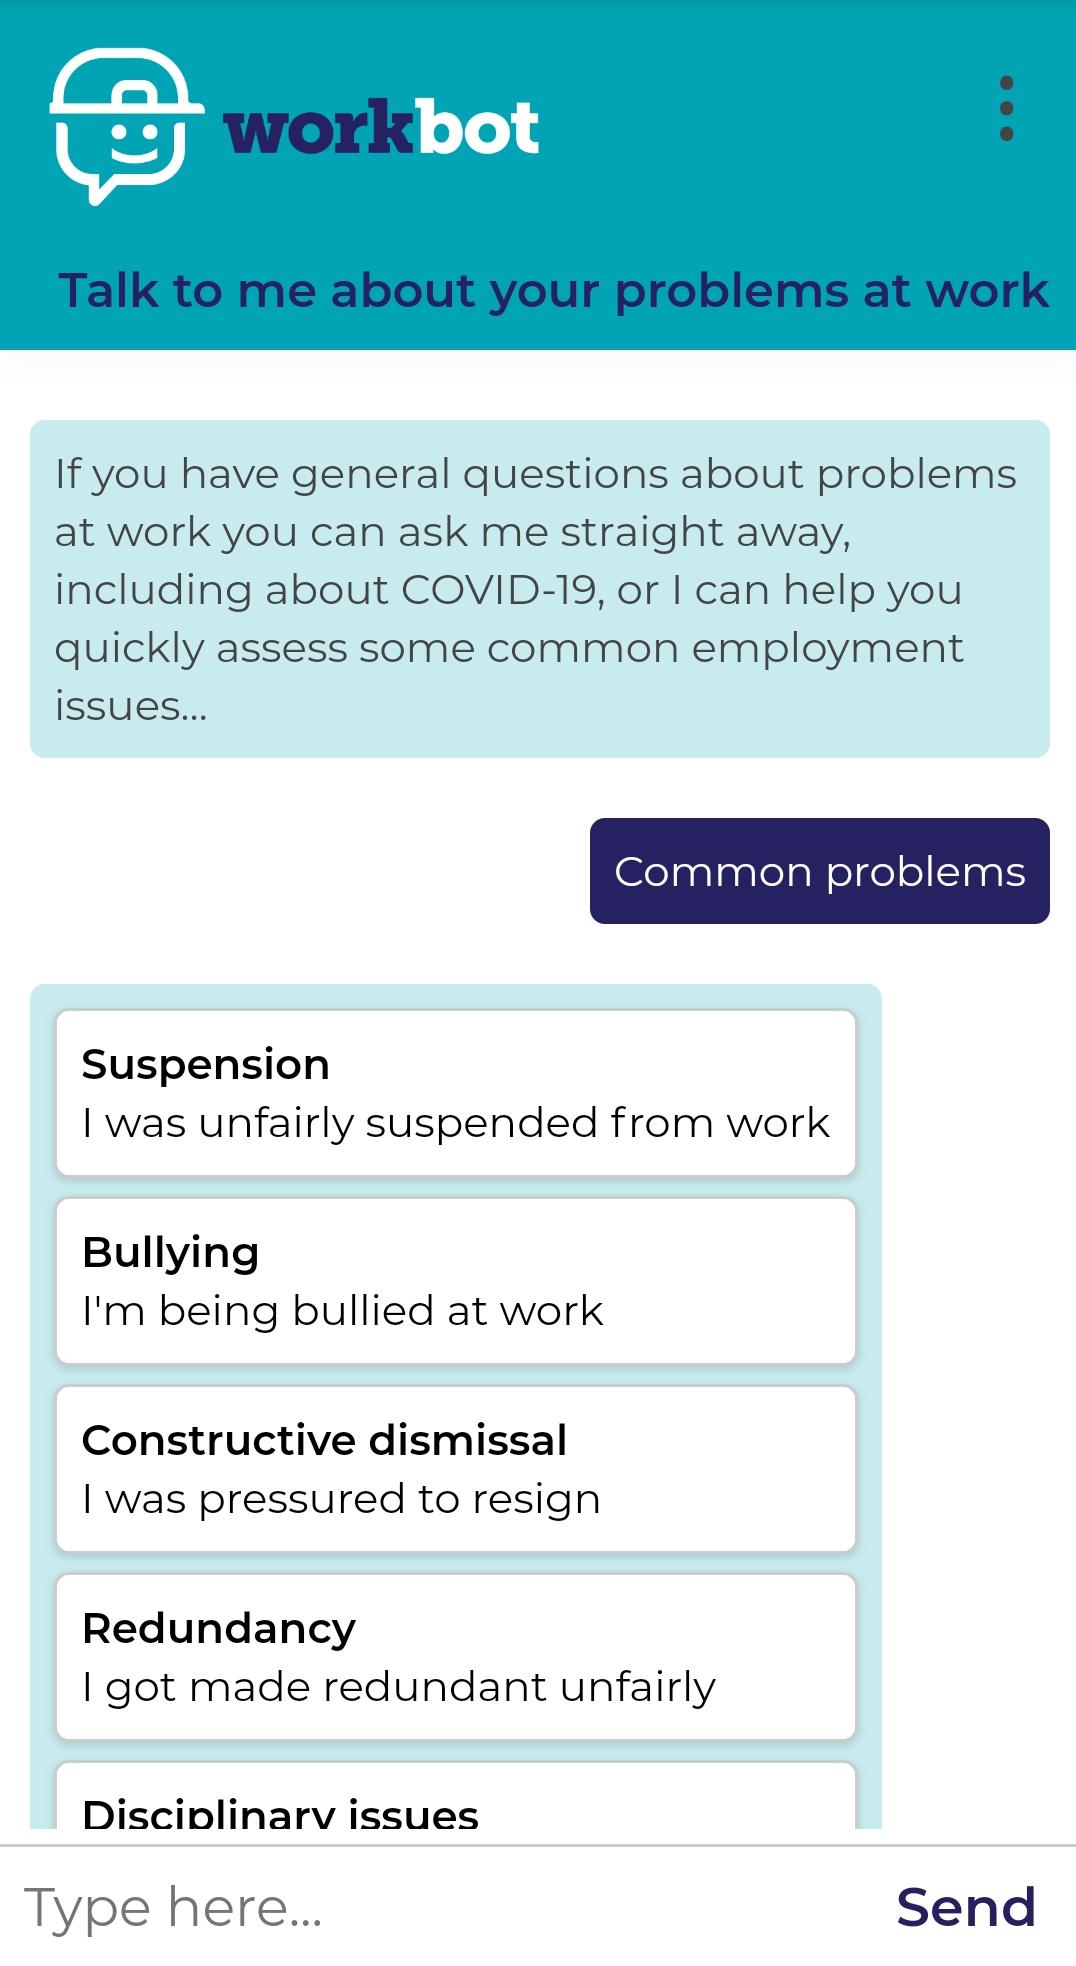 workbot
Talk to me about your problems at work
If you have general questions about problems
at work you can ask me straight away,
including about COVID-19, or I can help you
quickly assess some common employment
issues...
Common problems
Suspension
I was unfairly suspended from work
Bullying
I'm being bullied at work
Constructive dismissal
I was pressured to resign
Redundancy
I got made redundant unfairly
Disciplinary issues
Type here...
Send